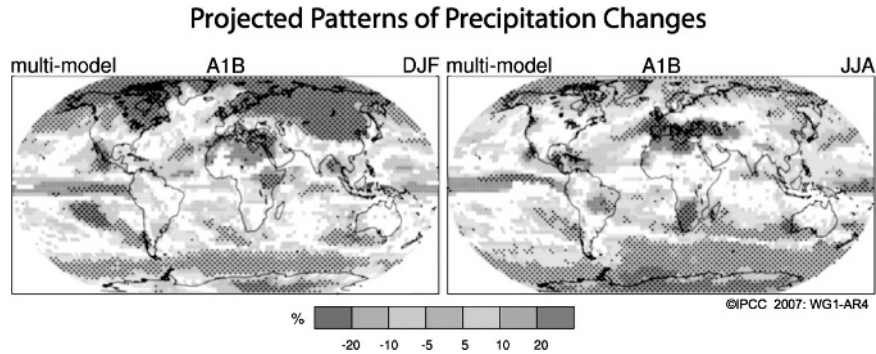 Projected Patterns of Precipitation Changes
multi-model A1B DJF
multi-model A1B JJA
©IPCC 2007: WG1-AR4
%
-20 -10 -5 5 10 20